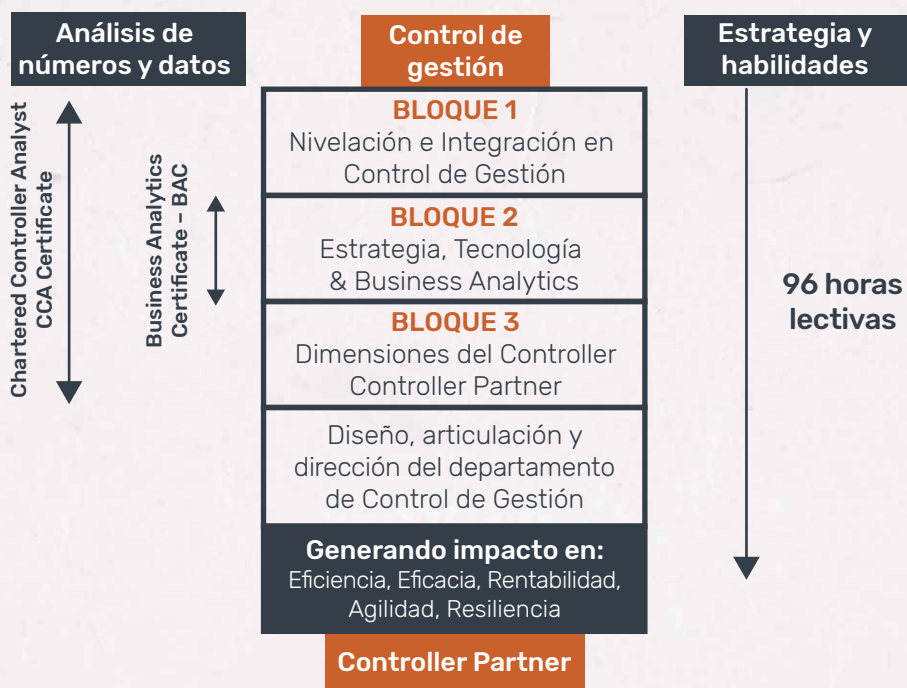 Análisis de
números y datos
Control de
gestión
Estrategia y
habilidades
Chartered Controller Analyst
CCA Certificate
Business Analytics
Certificate – BAC
BLOQUE 1
Nivelación e Integración en
Control de Gestión
BLOQUE 2
Estrategia, Tecnología
& Business Analytics
BLOQUE 3
Dimensiones del Controller
Controller Partner
Diseño, articulación y
dirección del departamento
de Control de Gestión
Generando impacto en:
Eficiencia, Eficacia, Rentabilidad,
Agilidad, Resiliencia
Controller Partner
96 horas
lectivas